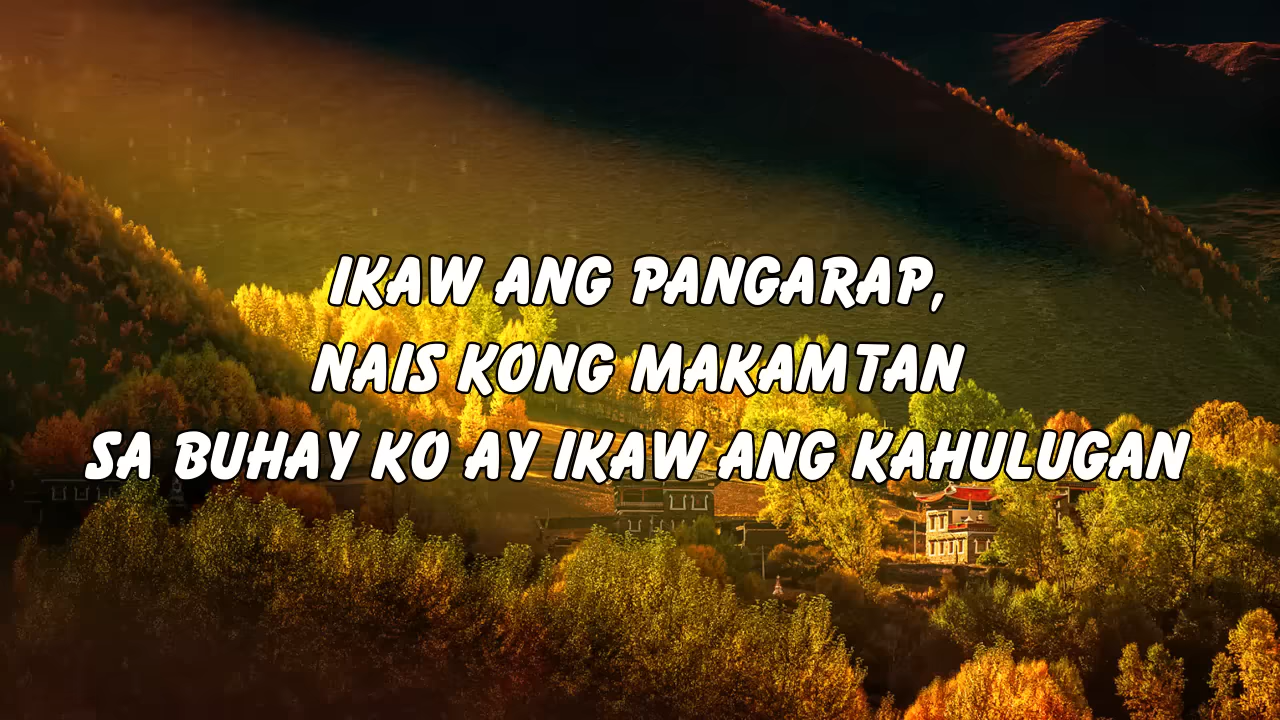 IKAW ANG PANGARAP,
NAIS KONG MAKAMTAN
SA BUHAY KO AY IKAW ANG KAHULUGAN